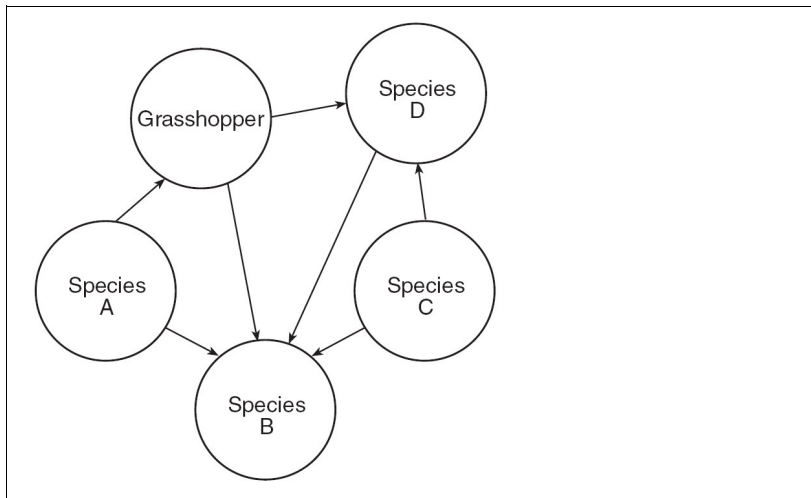 Grasshopper
Species
D
Species
A
Species
C
Species
B